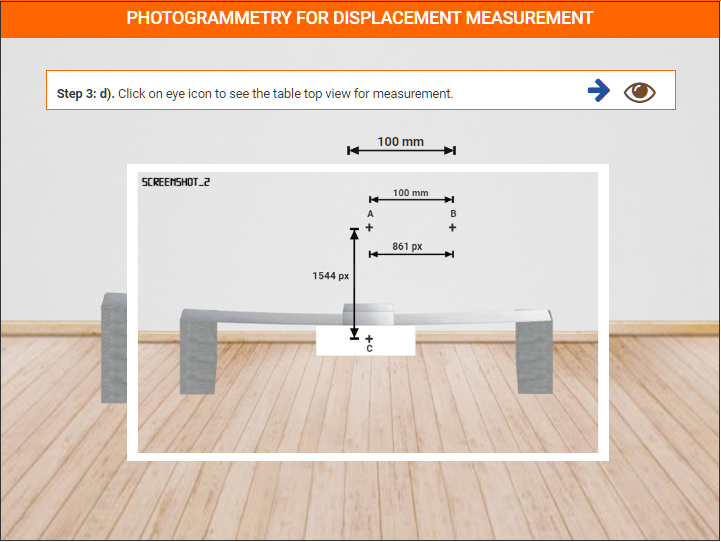 PHOTOGRAMMETRY FOR DISPLACEMENT MEASUREMENT
Step 3: d). Click on eye icon to see the table top view for measurement.
100 mm
SCREENSHOT_2
100 mm
A B
861 px
1544 px
C